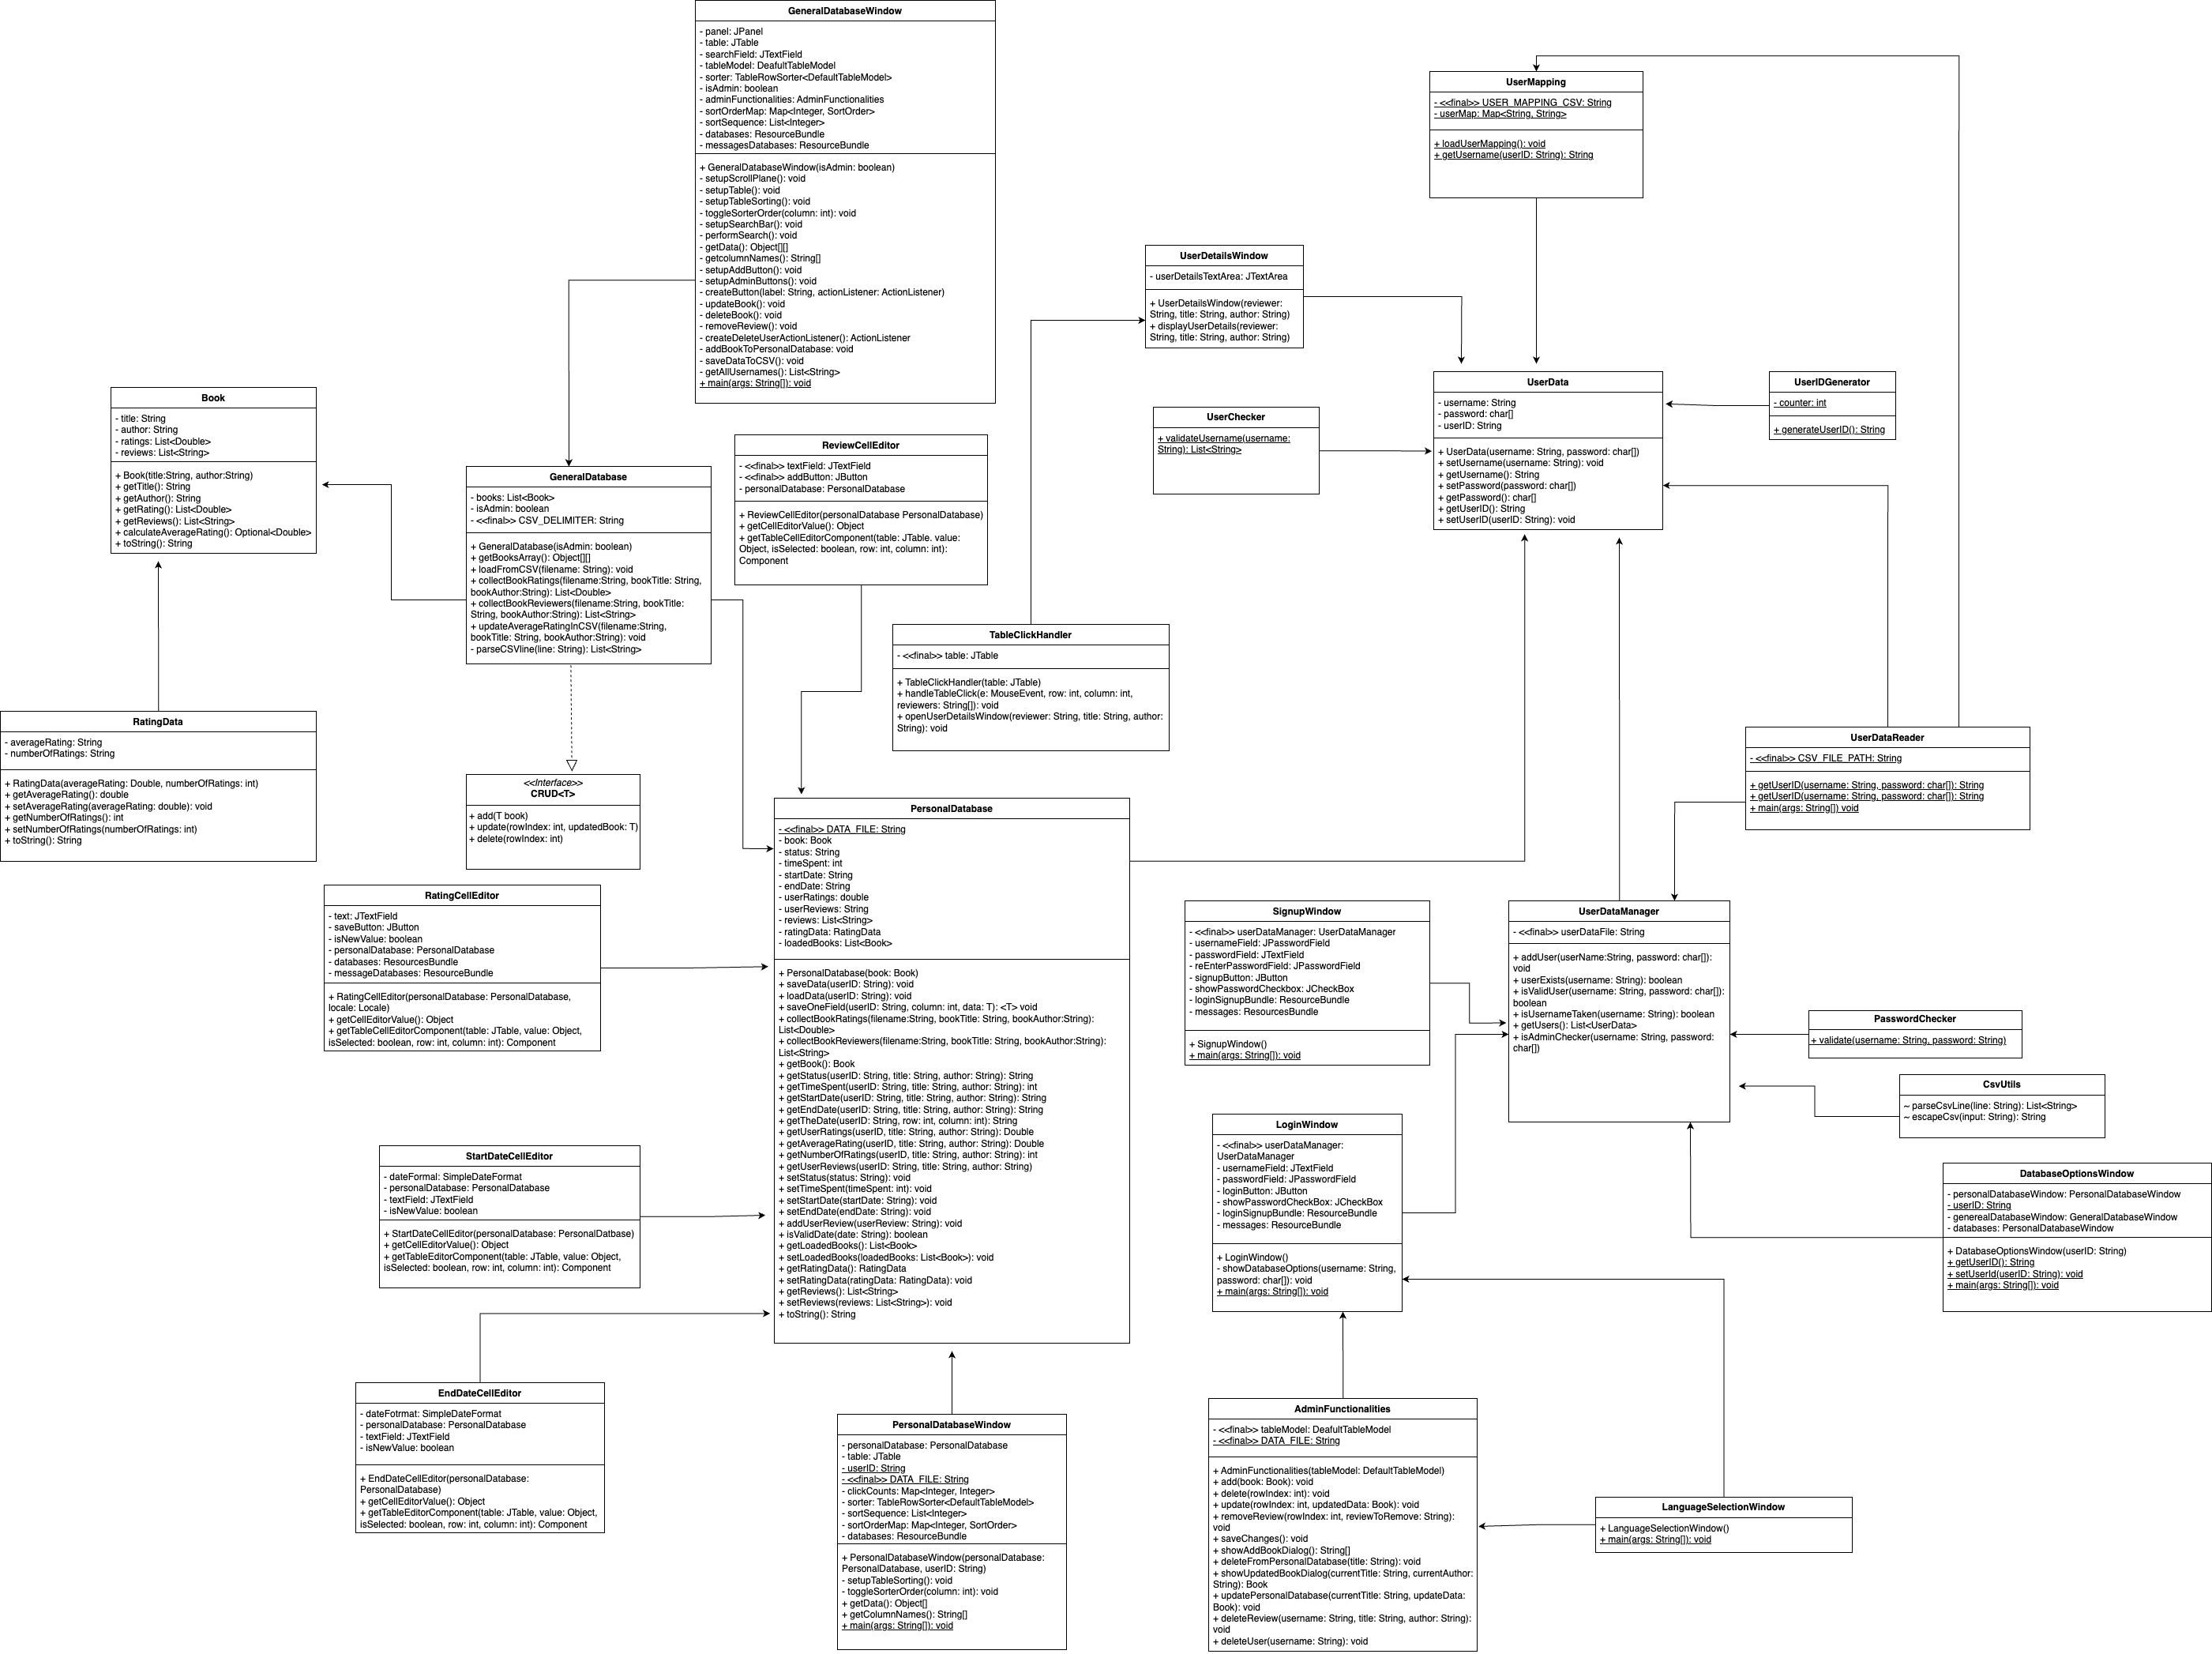 GeneralDatabaseWindow
- panel: JPanel
- table: JTable
- searchField: JTextField
- tableModel: DeafultTableModel
- sorter: TableRowSorter<DefaultTableModel>
- isAdmin: boolean
- adminFunctionalities: AdminFunctionalities
- sortOrderMap: Map<Integer, SortOrder>
- sortSequence: List<Integer>
- databases: ResourceBundle
- messagesDatabases: ResourceBundle
+ GeneralDatabaseWindow(isAdmin: boolean)
- setupScrollPlane(): void
- setupTable(): void
- setupTableSorting(): void
- toggleSorterOrder(column: int): void
- setupSearchBar(): void
- performSearch(): void
- getData(): Object[][]
- getcolumnNames(): String[]
- setupAddButton(): void
- setupAdminButtons(): void
- createButton(label: String, actionListener: ActionListener)
- updateBook(): void
- deleteBook(): void
- removeReview(): void
- createDeleteUserActionListener(): ActionListener
- addBookToPersonalDatabase: void
- saveDataToCSV(): void
- getAllUsernames(): List<String>
+ main(args: String[]): void
UserMapping
- <<final>> USER_MAPPING_CSV: String
- userMap: Map<String, String>
+ loadUserMapping(): void
+ getUsername(userID: String): String
UserDetailsWindow
- userDetailsTextArea: JTextArea
+ UserDetailsWindow(reviewer:
String, title: String, author: String)
+ displayUserDetails(reviewer:
String, title: String, author: String)
UserData
- username: String
- password: char[]
- userID: String
+ UserData(username: String, password: char[])
+ setUsername(username: String): void
+ getUsername(): String
+ setPassword(password: char[])
+ getPassword(): char[]
+ getUserID(): String
+ setUserID(userID: String): void
UserIDGenerator
- counter: int
+ generateUserID(): String
UserChecker
+ validateUsername(username:
String): List<String>
Book
- title: String
- author: String
- ratings: List<Double>
- reviews: List<String>
+ Book(title:String, author:String)
+ getTitle(): String
+ getAuthor(): String
+ getRating(): List<Double>
+ getReviews(): List<String>
+ calculateAverageRating(): Optional<Double>
+ toString(): String
GeneralDatabase
- books: List<Book>
- isAdmin: boolean
- <<final>> CSV_DELIMITER: String
+ GeneralDatabase(isAdmin: boolean)
+ getBooksArray(): Object[][]
+ loadFromCSV(filename: String): void
+ collectBookRatings(filename:String, bookTitle: String,
bookAuthor:String): List<Double>
+ collectBookReviewers(filename:String, bookTitle:
String, bookAuthor:String): List<String>
+ updateAverageRatingInCSV(filename:String,
bookTitle: String, bookAuthor:String): void
- parseCSVline(line: String): List<String>
ReviewCellEditor
- <<final>> textField: JTextField
- <<final>> addButton: JButton
- personalDatabase: PersonalDatabase
+ ReviewCellEditor(personalDatabase PersonalDatabase)
+ getCellEditorValue(): Object
+ getTableCellEditorComponent(table: JTable. value:
Object, isSelected: boolean, row: int, column: int):
Component
TableClickHandler
- <<final>> table: JTable
+ TableClickHandler(table: JTable)
+ handleTableClick(e: MouseEvent, row: int, column: int,
reviewers: String[]): void
+ openUserDetailsWindow(reviewer: String, title: String, author:
String): void
RatingData
- averageRating: String
- numberOfRatings: String
+ RatingData(averageRating: Double, numberOfRatings: int)
+ getAverageRating(): double
+ setAverageRating(averageRating: double): void
+ getNumberOfRatings(): int
+ setNumberOfRatings(numberOfRatings: int)
+ toString(): String
<<Interface>>
CRUD<T>
+ add(T book)
+ update(rowIndex: int, updatedBook: T)
+ delete(rowIndex: int)
UserDataReader
- <<final>> CSV_FILE_PATH: String
+ getUserID(username: String, password: char[]): String
+ getUserID(username: String, password: char[]): String
+ main(args: String[]) void
PersonalDatabase
- <<final>> DATA_FILE: String
- book: Book
- status: String
- timeSpent: int
- startDate: String
- endDate: String
- userRatings: double
- userReviews: String
- reviews: List<String>
- ratingData: RatingData
- loadedBooks: List<Book>
+ PersonalDatabase(book: Book)
+ saveData(userID: String): void
+ loadData(userID: String): void
+ saveOneField(userID: String, column: int, data: T): <T> void
+ collectBookRatings(filename:String, bookTitle: String, bookAuthor:String):
List<Double>
+ collectBookReviewers(filename:String, bookTitle: String, bookAuthor:String):
List<String>
+ getBook(): Book
+ getStatus(userID: String, title: String, author: String): String
+ getTimeSpent(userID: String, title: String, author: String): int
+ getStartDate(userID: String, title: String, author: String): String
+ getEndDate(userID: String, title: String, author: String): String
+ getTheDate(userID: String, row: int, column: int): String
+ getUserRatings(userID, title: String, author: String): Double
+ getAverageRating(userID, title: String, author: String): Double
+ getNumberOfRatings(userID, title: String, author: String): int
+ getUserReviews(userID: String, title: String, author: String)
+ setStatus(status: String): void
+ setTimeSpent(timeSpent: int): void
+ setStartDate(startDate: String): void
+ setEndDate(endDate: String): void
+ addUserReview(userReview: String): void
+ isValidDate(date: String): boolean
+ getLoadedBooks(): List<Book>
+ setLoadedBooks(loadedBooks: List<Book>): void
+ getRatingData(): RatingData
+ setRatingData(ratingData: RatingData): void
+ getReviews(): List<String>
+ setReviews(reviews: List<String>): void
+ toString(): String
RatingCellEditor
- text: JTextField
- saveButton: JButton
- isNewValue: boolean
- personalDatabase: PersonalDatabase
- databases: ResourcesBundle
- messageDatabases: ResourceBundle
+ RatingCellEditor(personalDatabase: PersonalDatabase,
locale: Locale)
+ getCellEditorValue(): Object
+ getTableCellEditorComponent(table: JTable, value: Object,
isSelected: boolean, row: int, column: int): Component
SignupWindow
- <<final>> userDataManager: UserDataManager
- usernameField: JPasswordField
- passwordField: JTextField
- reEnterPasswordField: JPasswordField
- signupButton: JButton
- showPasswordCheckbox: JCheckBox
- loginSignupBundle: ResourceBundle
- messages: ResourcesBundle
+ SignupWindow()
+ main(args: String[]): void
UserDataManager
- <<final>> userDataFile: String
+ addUser(userName:String, password: char[]):
void
+ userExists(username: String): boolean
+ isValidUser(username: String, password: char[]):
boolean
+ isUsernameTaken(username: String): boolean
+ getUsers(): List<UserData>
+ isAdminChecker(username: String, password:
char[])
PasswordChecker
+ validate(username: String, password: String)
CsvUtils
~ parseCsvLine(line: String): List<String>
~ escapeCsv(input: String): String
LoginWindow
- <<final>> userDataManager:
UserDataManager
- usernameField: JTextField
- passwordField: JPasswordField
- loginButton: JButton
- showPasswordCheckBox: JCheckBox
- loginSignupBundle: ResourceBundle
- messages: ResourceBundle
+ LoginWindow()
- showDatabaseOptions(username: String,
password: char[]): void
+ main(args: String[]): void
DatabaseOptionsWindow
- personalDatabaseWindow: PersonalDatabaseWindow
- userID: String
- generealDatabaseWindow: GeneralDatabaseWindow
- databases: PersonalDatabaseWindow
+ DatabaseOptionsWindow(userID: String)
+ getUserID(): String
+ setUserId(userID: String): void
+ main(args: String[]): void
StartDateCellEditor
- dateFormal: SimpleDateFormat
- personalDatabase: PersonalDatabase
- textField: JTextField
- isNewValue: boolean
+ StartDateCellEditor(personalDatabase: PersonalDatbase)
+ getCellEditorValue(): Object
+ getTableEditorComponent(table: JTable, value: Object,
isSelected: boolean, row: int, column: int): Component
EndDateCellEditor
- dateFotrmat: SimpleDateFormat
- personalDatabase: PersonalDatabase
- textField: JTextField
- isNewValue: boolean
+ EndDateCellEditor(personalDatabase:
PersonalDatabase)
+ getCellEditorValue(): Object
+ getTableEditorComponent(table: JTable, value: Object,
isSelected: boolean, row: int, column: int): Component
PersonalDatabaseWindow
- personalDatabase: PersonalDatabase
- table: JTable
- userID: String
- <<final>> DATA_FILE: String
- clickCounts: Map<Integer, Integer>
- sorter: TableRowSorter<DefaultTableModel>
- sortSequence: List<Integer>
- sortOrderMap: Map<Integer, SortOrder>
- databases: ResourceBundle
+ PersonalDatabaseWindow(personalDatabase:
PersonalDatabase, userID: String)
- setupTableSorting(): void
- toggleSorterOrder(column: int): void
+ getData(): Object[]
+ getColumnNames(): String[]
+ main(args: String[]): void
AdminFunctionalities
- <<final>> tableModel: DeafultTableModel
- <<final>> DATA_FILE: String
+ AdminFunctionalities(tableModel: DefaultTableModel)
+ add(book: Book): void
+ delete(rowIndex: int): void
+ update(rowIndex: int, updatedData: Book): void
+ removeReview(rowIndex: int, reviewToRemove: String):
void
+ saveChanges(): void
+ showAddBookDialog(): String[]
+ deleteFromPersonalDatabase(title: String): void
+ showUpdatedBookDialog(currentTitle: String, currentAuthor:
String): Book
+ updatePersonalDatabase(currentTitle: String, updateData:
Book): void
+ deleteReview(username: String, title: String, author: String):
void
+ deleteUser(username: String): void
LanguageSelectionWindow
+ LanguageSelectionWindow()
+ main(args: String[]): void